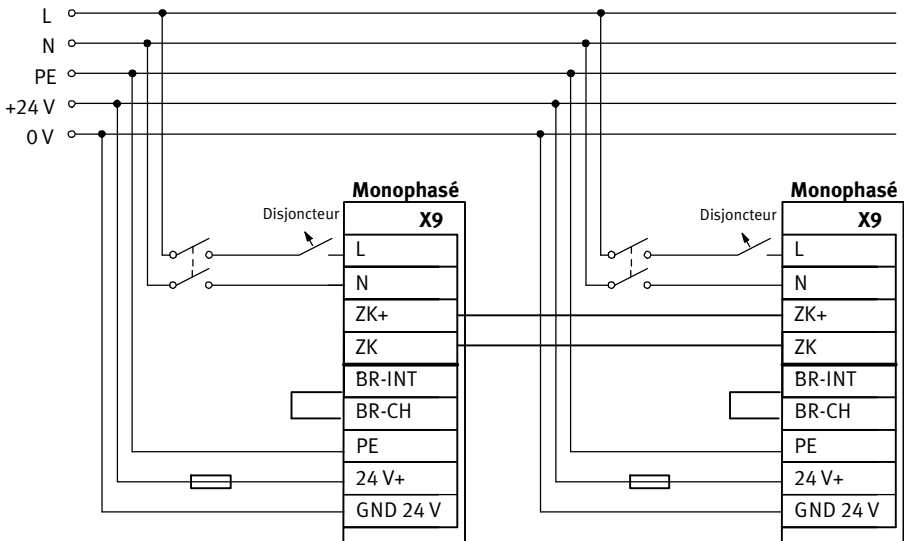 L
N
PE
+24 V
0 V
Monophasé
X9
Disjoncteur
L
N
ZK+
ZK
BR-INT
BR-CH
PE
24 V+
GND 24 V
Monophasé
X9
Disjoncteur
L
N
ZK+
ZK
BR-INT
BR-CH
PE
24 V+
GND 24 V